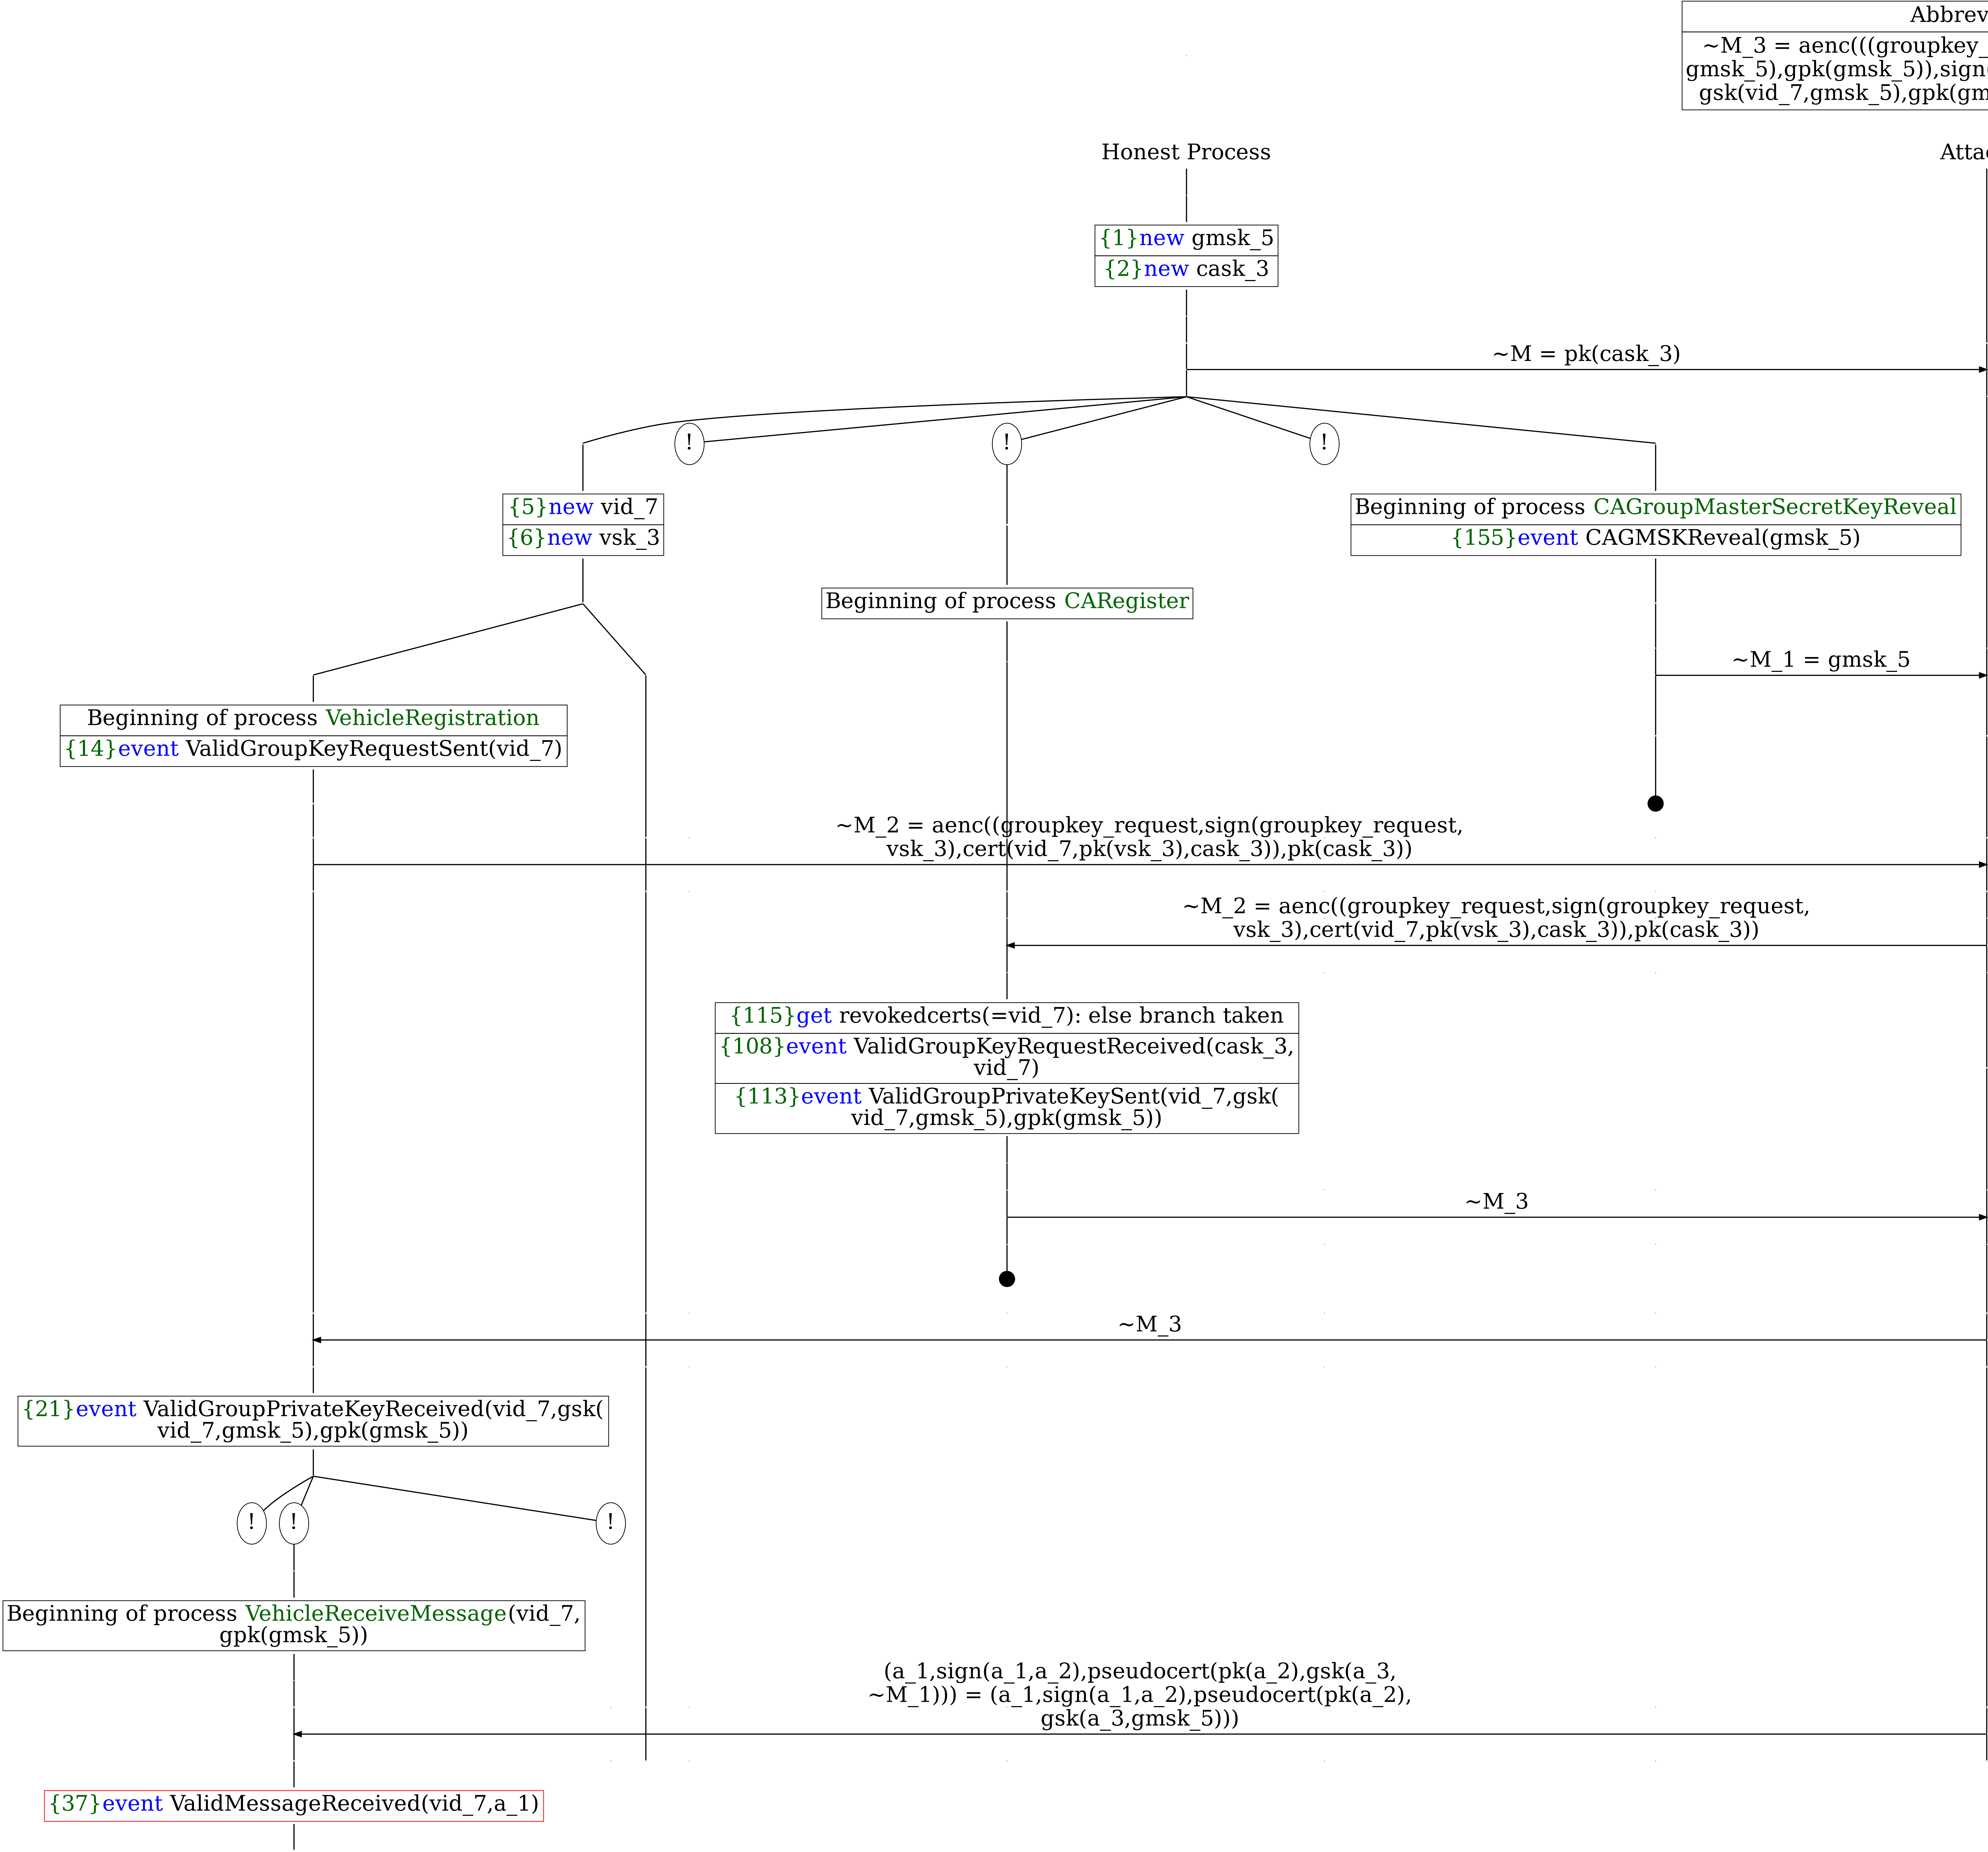 Abbrev
~M_3 = aenc(((groupkey_
gmsk_5),gpk(gmsk_5)),sign(
gsk(vid_7,gmsk_5),gpk(gm
Honest Process
Attac
{1}new gmsk_5
{2}new cask_3
~M = pk(cask_3)
!
!
!
{5}new vid_7
{6}new vsk_3
Beginning of process CAGroupMasterSecretKeyReveal
{155}event CAGMSKReveal(gmsk_5)
Beginning of process CARegister
~M_1 = gmsk_5
Beginning of process VehicleRegistration
{14}event ValidGroupKeyRequestSent(vid_7)
~M_2 = aenc((groupkey_request,sign(groupkey_request,
vsk_3),cert(vid_7,pk(vsk_3),cask_3)),pk(cask_3))
~M_2 = aenc((groupkey_request,sign(groupkey_request,
vsk_3),cert(vid_7,pk(vsk_3),cask_3)),pk(cask_3))
{115}get revokedcerts(=vid_7): else branch taken
{108}event ValidGroupKeyRequestReceived(cask_3,
vid_7)
{113}event ValidGroupPrivateKeySent(vid_7,gsk(
vid_7,gmsk_5),gpk(gmsk_5))
~M_3
~M_3
{21}event ValidGroupPrivateKeyReceived(vid_7,gsk(
vid_7,gmsk_5),gpk(gmsk_5))
!
!
!
Beginning of process VehicleReceiveMessage(vid_7,
gpk(gmsk_5))
(a_1,sign(a_1,a_2),pseudocert(pk(a_2),gsk(a_3,
~M_1))) = (a_1,sign(a_1,a_2),pseudocert(pk(a_2),
gsk(a_3,gmsk_5)))
{37}event ValidMessageReceived(vid_7,a_1)